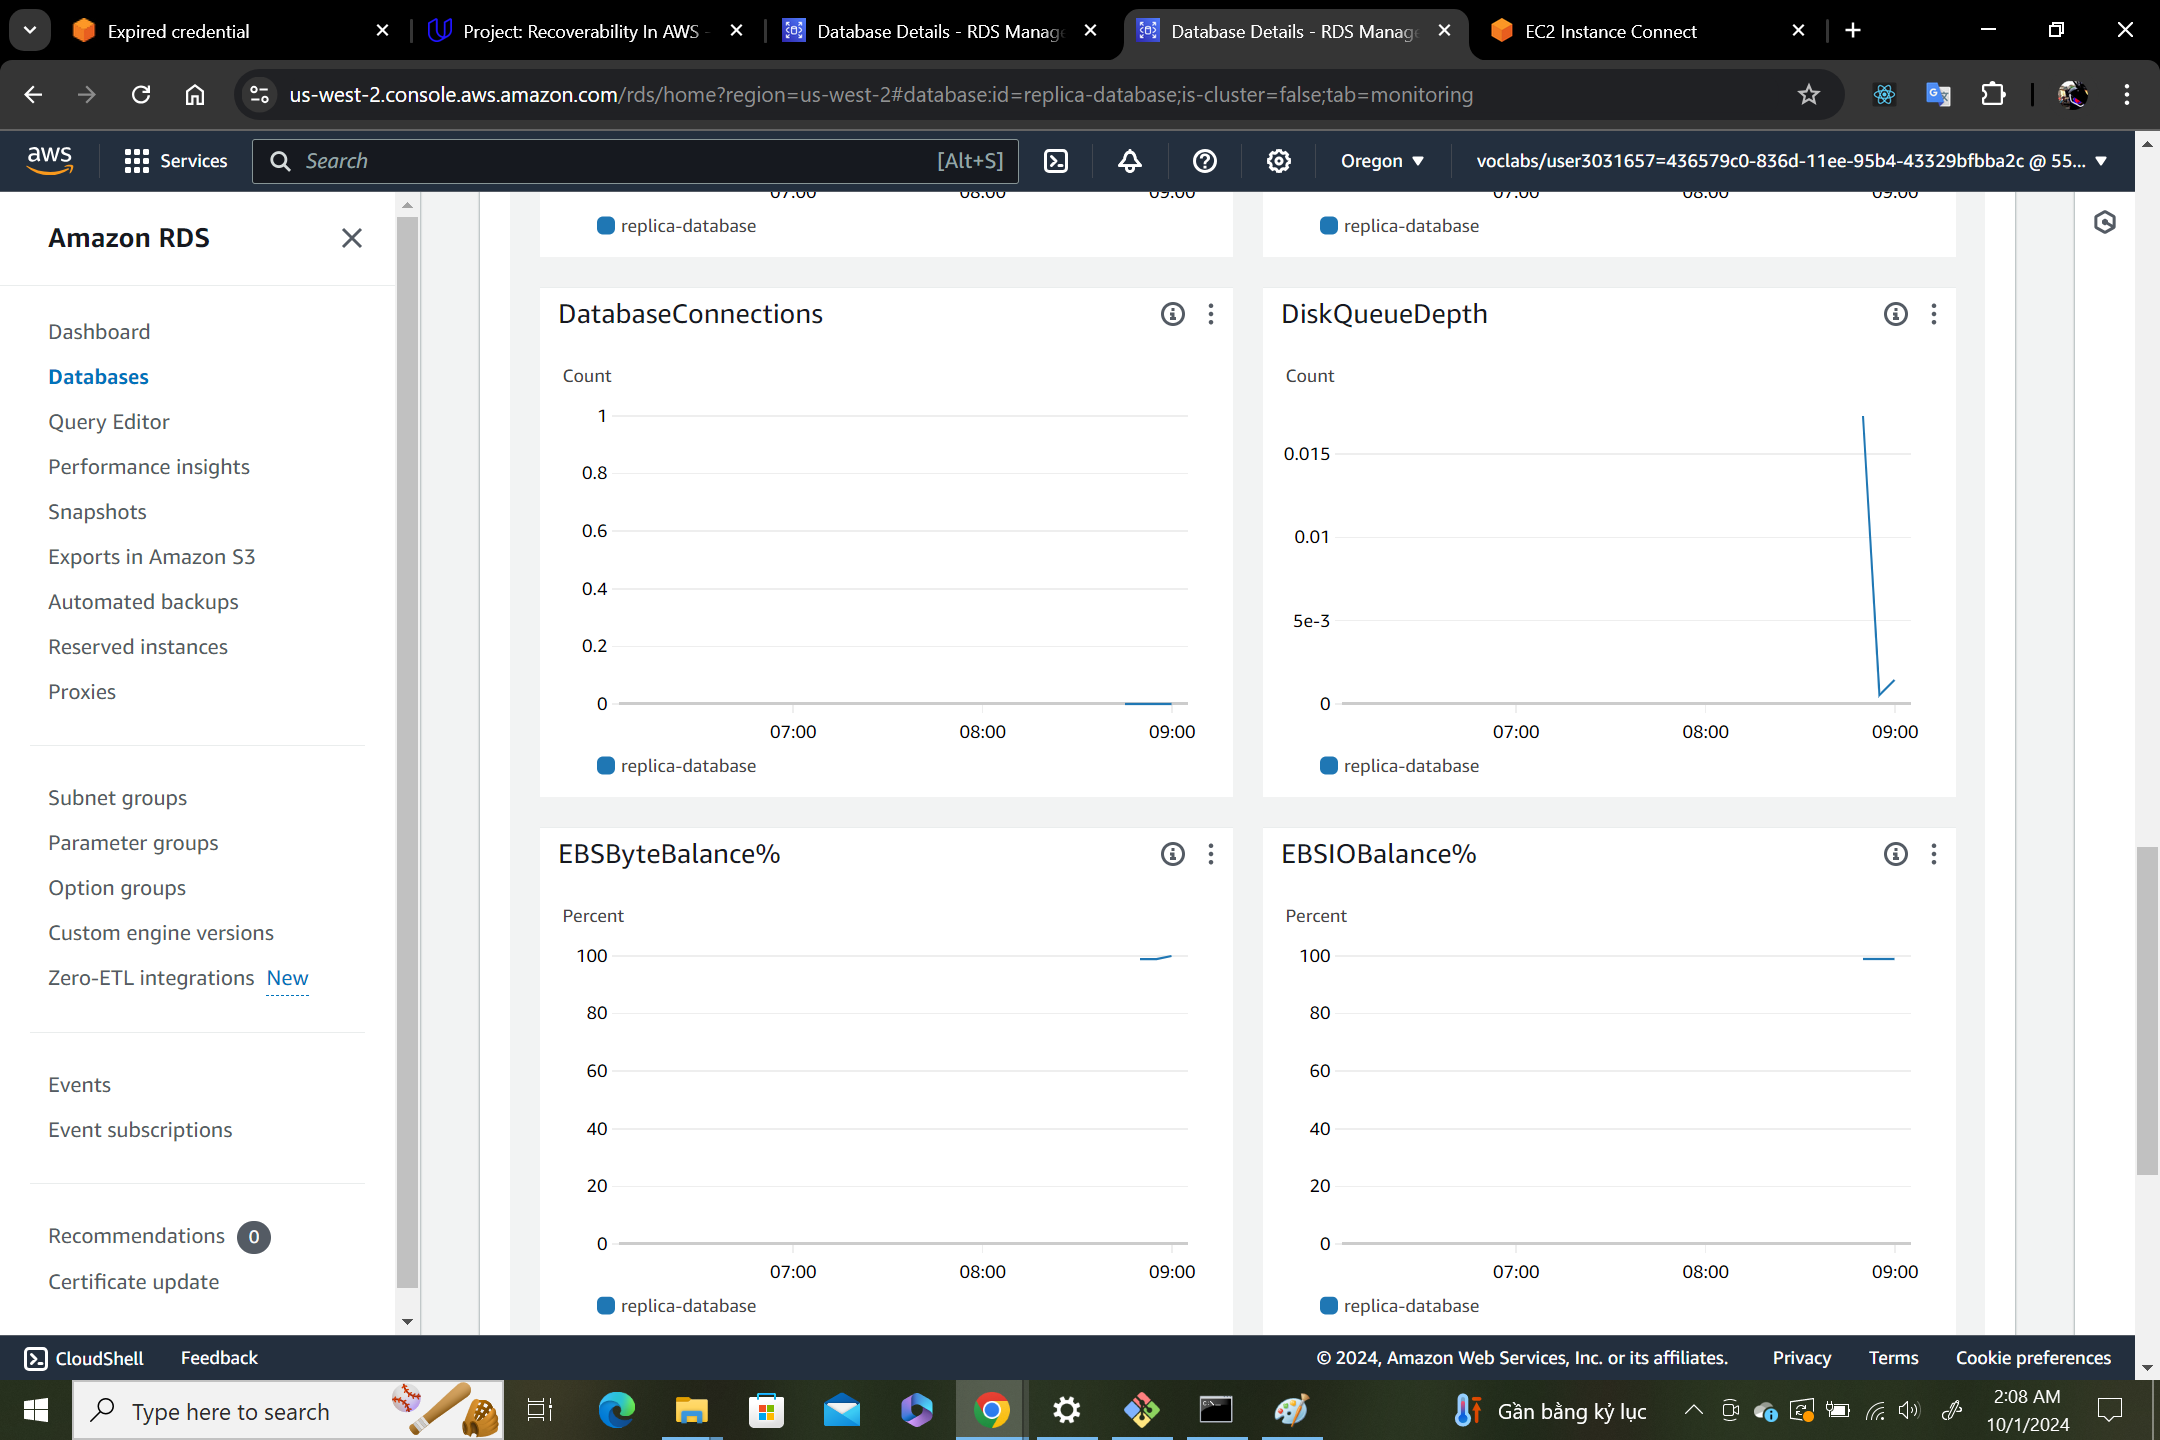 Expired credential
Project: Recoverability In AWS -
Database Details - RDS Manage
Database Details - RDS Manage
EC2 Instance Connect
us-west-2.console.aws.amazon.com/rds/home?region=us-west-2#database:id=replica-database;is-cluster=false;tab=monitoring
aws
Services
Search
[Alt+S]
Oregon
voclabs/user3031657=436579c0-836d-11ee-95b4-43329bfbba2c @ 55...
Amazon RDS
Dashboard
Databases
Query Editor
Performance insights
Snapshots
Exports in Amazon S3
Automated backups
Reserved instances
Proxies
Subnet groups
Parameter groups
Option groups
Custom engine versions
Zero-ETL integrations New
Events
Event subscriptions
Recommendations 0
Certificate update
07:00 08:00 09:00
replica-database
07:00 08:00 09:00
replica-database
DatabaseConnections
Count
1
0.8
0.6
0.4
0.2
0
07:00 08:00 09:00
replica-database
DiskQueueDepth
Count
0.015
0.01
5e-3
0
07:00 08:00 09:00
replica-database
EBSByteBalance%
Percent
100
80
60
40
20
0
07:00 08:00 09:00
replica-database
EBSIOBalance%
Percent
100
80
60
40
20
0
07:00 08:00 09:00
replica-database
CloudShell
Feedback
© 2024, Amazon Web Services, Inc. or its affiliates.
Privacy
Terms
Cookie preferences
Type here to search
Gần bằng kỷ lục
2:08 AM
10/1/2024